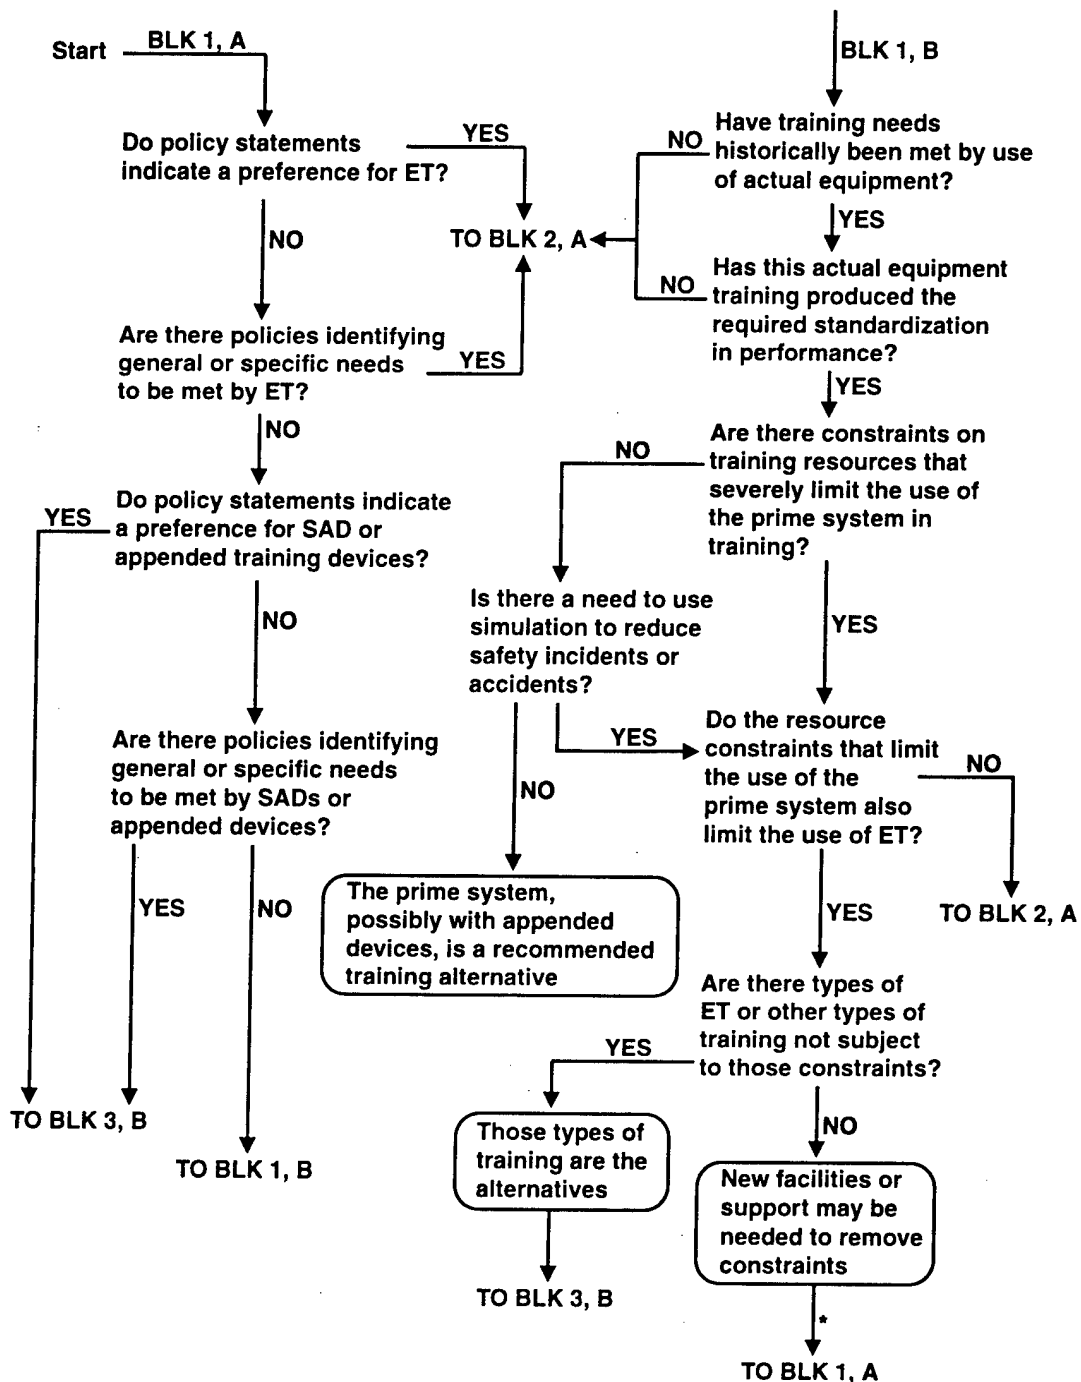 Start
BLK 1, A
Do policy statements
indicate a preference for ET?
YES
NO
TO BLK 2, A
Are there policies identifying
general or specific needs
to be met by ET?
YES
NO
Do policy statements indicate
a preference for SAD or
appended training devices?
YES
NO
Are there policies identifying
general or specific needs
to be met by SADs or
appended devices?
YES
NO
TO BLK 3, B
TO BLK 1, B
BLK 1, B
Have training needs
historically been met by use
of actual equipment?
NO
YES
Has this actual equipment
training produced the
required standardization
in performance?
NO
YES
Are there constraints on
training resources that
severely limit the use of
the prime system in
training?
NO
YES
Is there a need to use
simulation to reduce
safety incidents or
accidents?
YES
NO
The prime system,
possibly with appended
devices, is a recommended
training alternative
Do the resource
constraints that limit
the use of the
prime system also
limit the use of ET?
NO
TO BLK 2, A
YES
Are there types of
ET or other types of
training not subject
to those constraints?
YES
NO
Those types of
training are the
alternatives
TO BLK 3, B
New facilities or
support may be
needed to remove
constraints
*
TO BLK 1, A